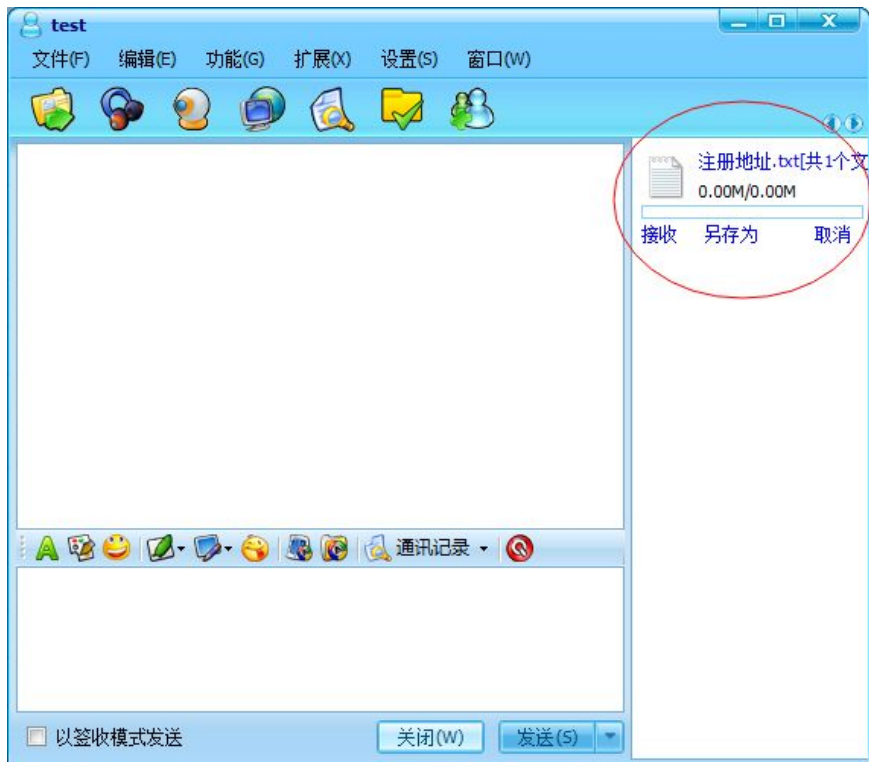 test
文件(F) 编辑(E) 功能(G) 扩展(X) 设置(S) 窗口(W)
注册地址.txt[共1个文
0.00M/0.00M
接收 另存为 取消
通讯记录
以签收模式发送 关闭(W) 发送(S)